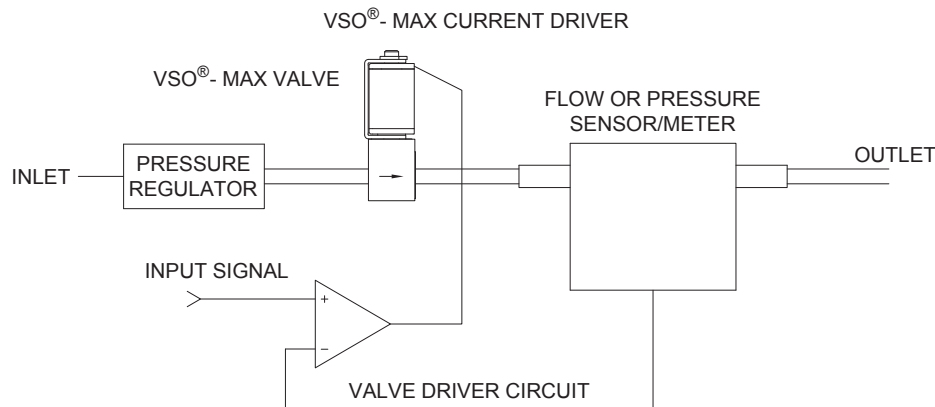 VSO®- MAX CURRENT DRIVER
VSO®- MAX VALVE
FLOW OR PRESSURE
SENSOR/METER
OUTLET
INLET
PRESSURE
REGULATOR
INPUT SIGNAL
+
−
VALVE DRIVER CIRCUIT